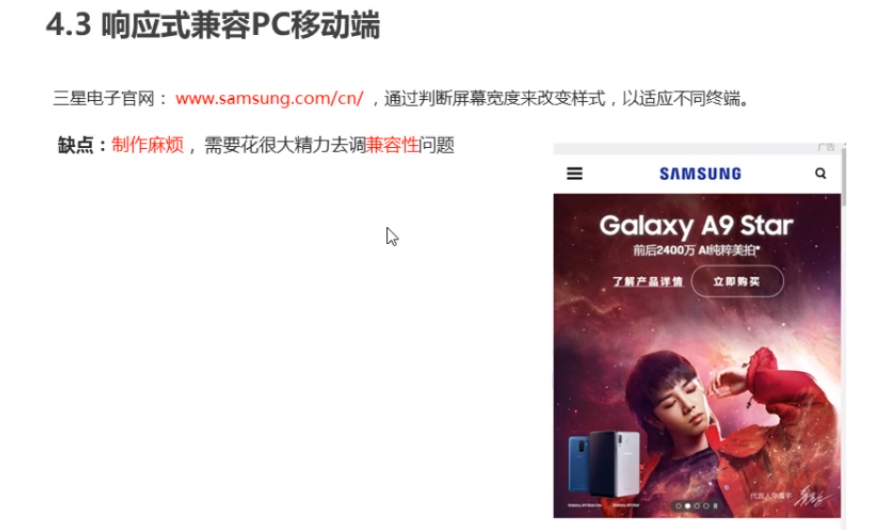 4.3 响应式兼容PC移动端
三星电子官网： www.samsung.com/cn/ ，通过判断屏幕宽度来改变样式，以适应不同终端。
缺点：制作麻烦 ，需要花很大精力去调兼容性问题
广告
SAMSUNG
Galaxy A9 Star
前后2400万 AI纯粹美拍*
了解产品详情 立即购买